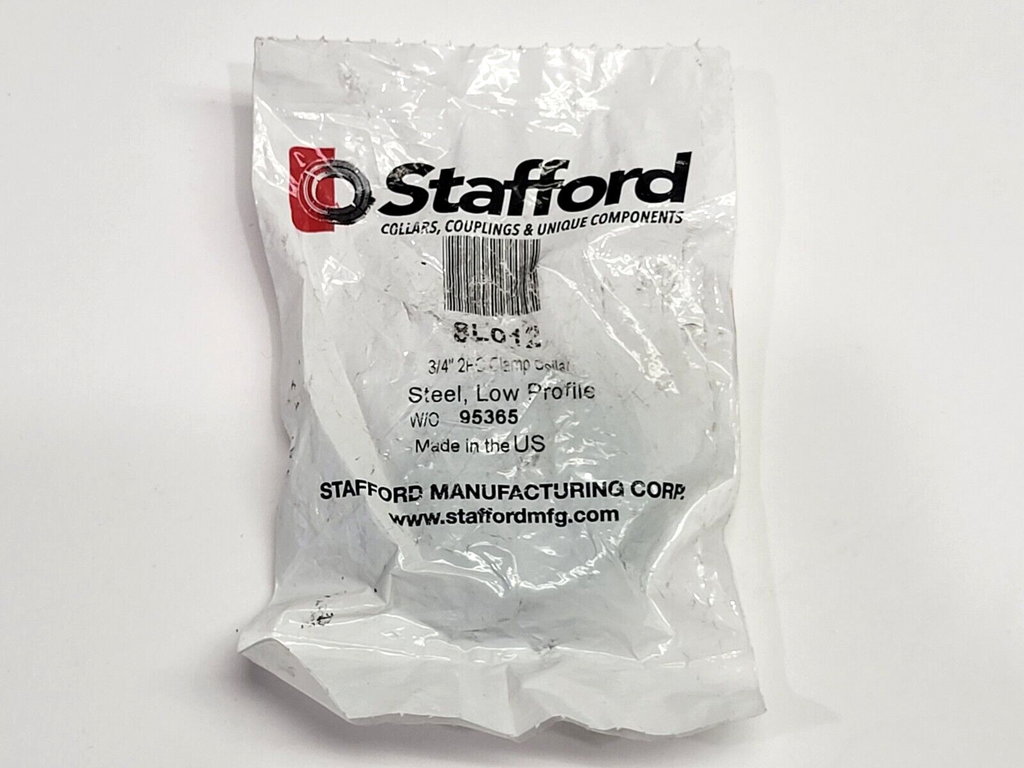 Stafford
COLLARS, COUPLINGS & UNIQUE COMPONENTS
8L012
3/4" 2HC Clamp Collar
Steel, Low Profile
W/O 95365
Made in the US
STAFFORD MANUFACTURING CORP.
www.staffordmfg.com